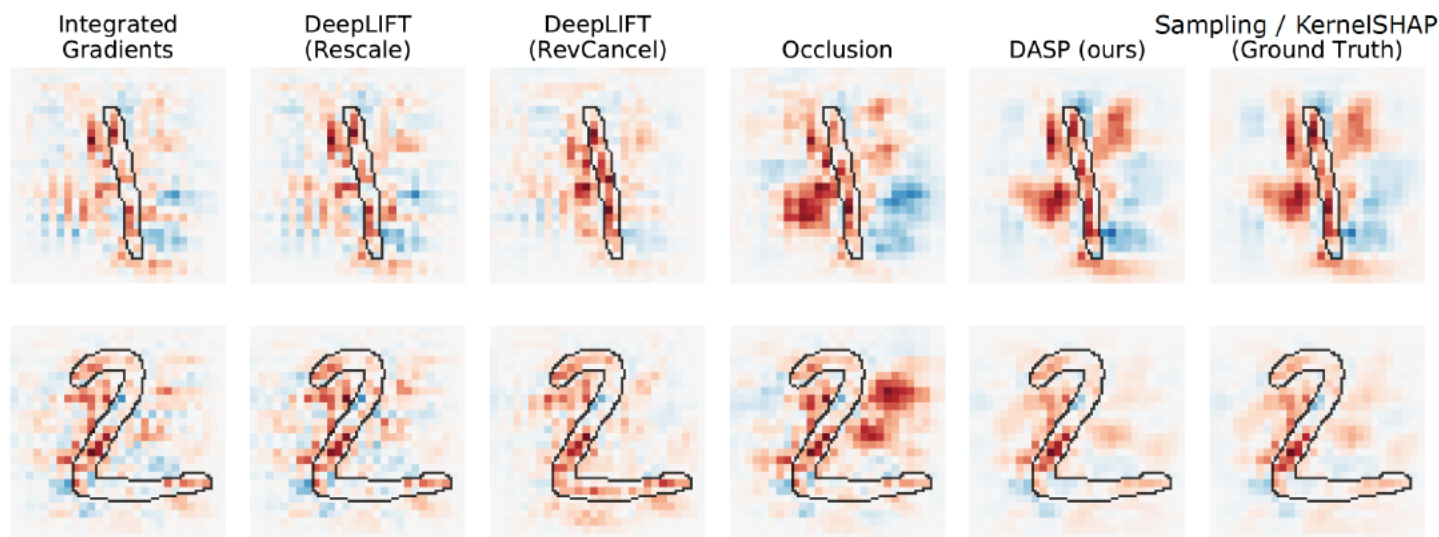 Integrated
Gradients
DeepLIFT
(Rescale)
DeepLIFT
(RevCancel)
Occlusion
DASP (ours)
Sampling / KernelSHAP
(Ground Truth)